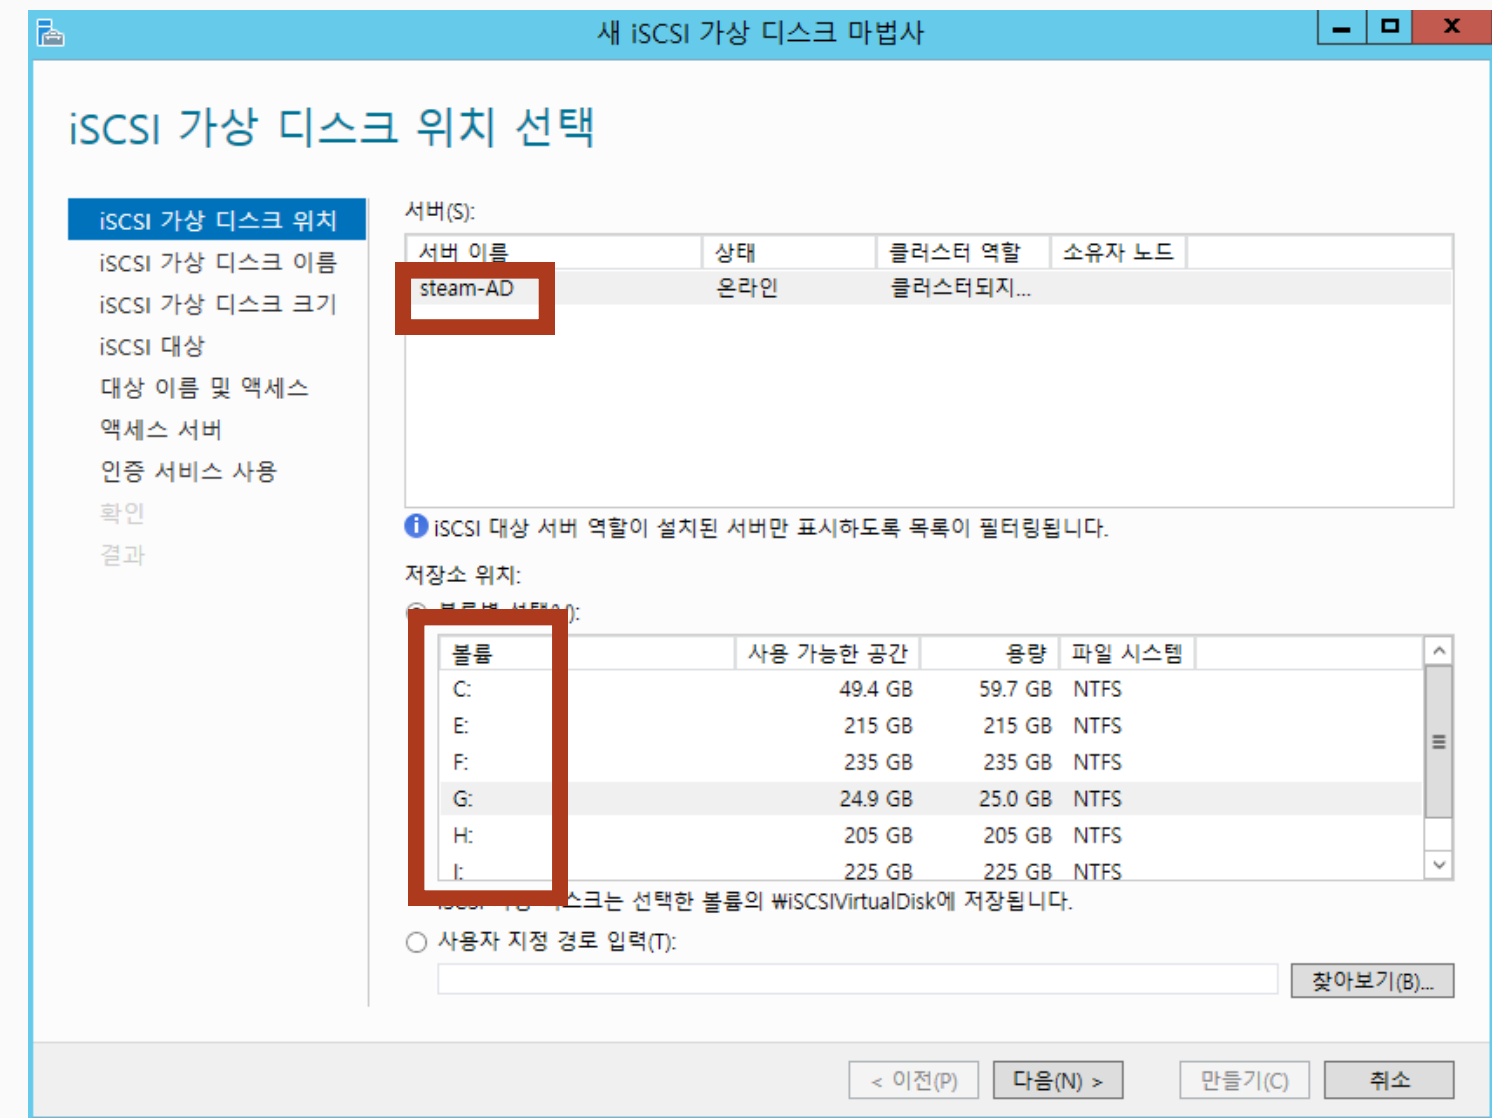 새 iSCSI 가상 디스크 마법사
iSCSI 가상 디스크 위치 선택
iSCSI 가상 디스크 위치
iSCSI 가상 디스크 이름
iSCSI 가상 디스크 크기
iSCSI 대상
대상 이름 및 액세스
액세스 서버
인증 서비스 사용
확인
결과
서버(S):
서버 이름 상태 클러스터 역할 소유자 노드
steam-AD 온라인 클러스터되지...
iSCSI 대상 서버 역할이 설치된 서버만 표시하도록 목록이 필터링됩니다.
저장소 위치:
볼륨 사용 가능한 공간 용량 파일 시스템
C: 49.4 GB 59.7 GB NTFS
E: 215 GB 215 GB NTFS
F: 235 GB 235 GB NTFS
G: 24.9 GB 25.0 GB NTFS
H: 205 GB 205 GB NTFS
I: 225 GB 225 GB NTFS
선택한 볼륨의 ₩iSCSIVirtualDisk에 저장됩니다.
사용자 지정 경로 입력(T):
찾아보기(B)...
< 이전(P) 다음(N) > 만들기(C) 취소